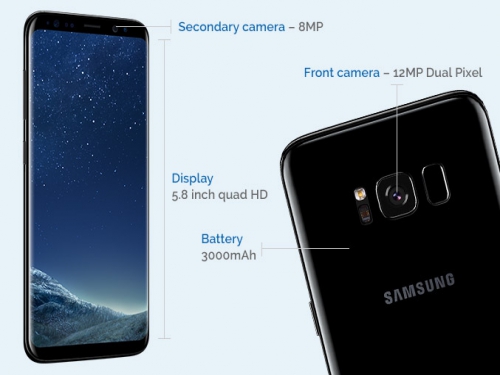 Secondary camera – 8MP
Front camera – 12MP Dual Pixel
Display
5.8 inch quad HD
Battery
3000mAh
SAMSUNG